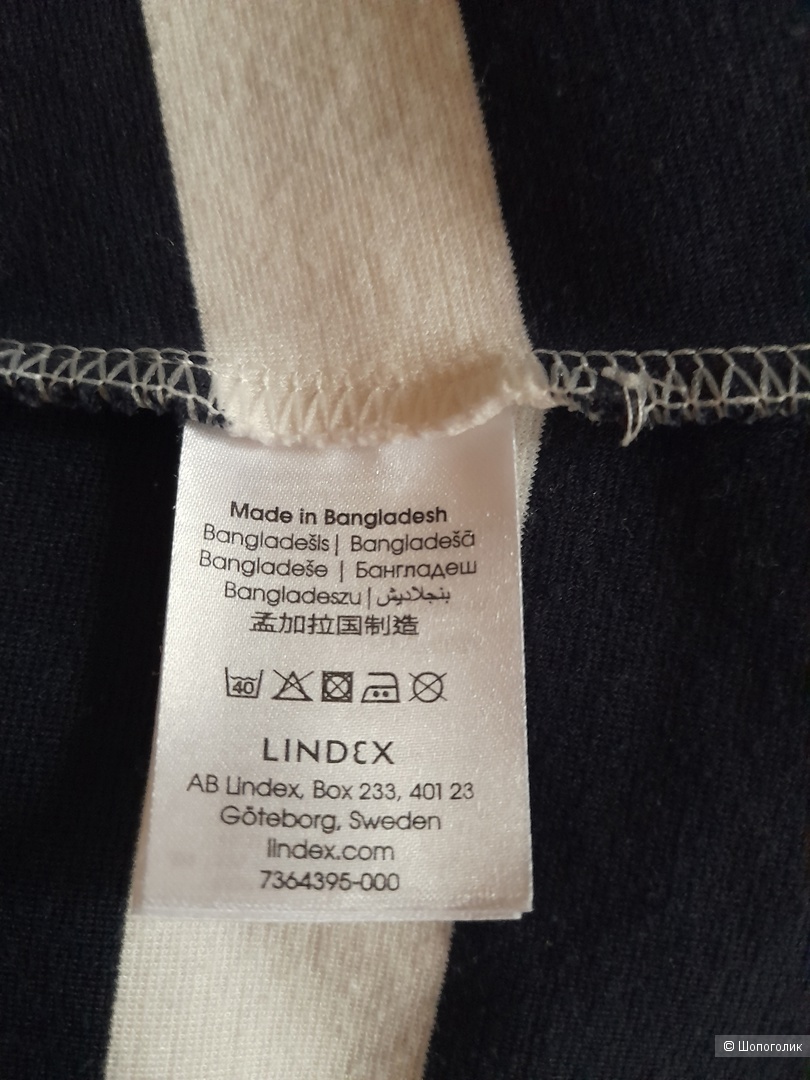 Made in Bangladesh
Bangladešis| Bangladešā
Bangladeše | Бангладеш
Bangladeszu|بنجلاديش
孟加拉国制造
40
LINDEX
AB Lindex, Box 233, 401 23
Göteborg, Sweden
lindex.com
7364395-000
© Шопоголик